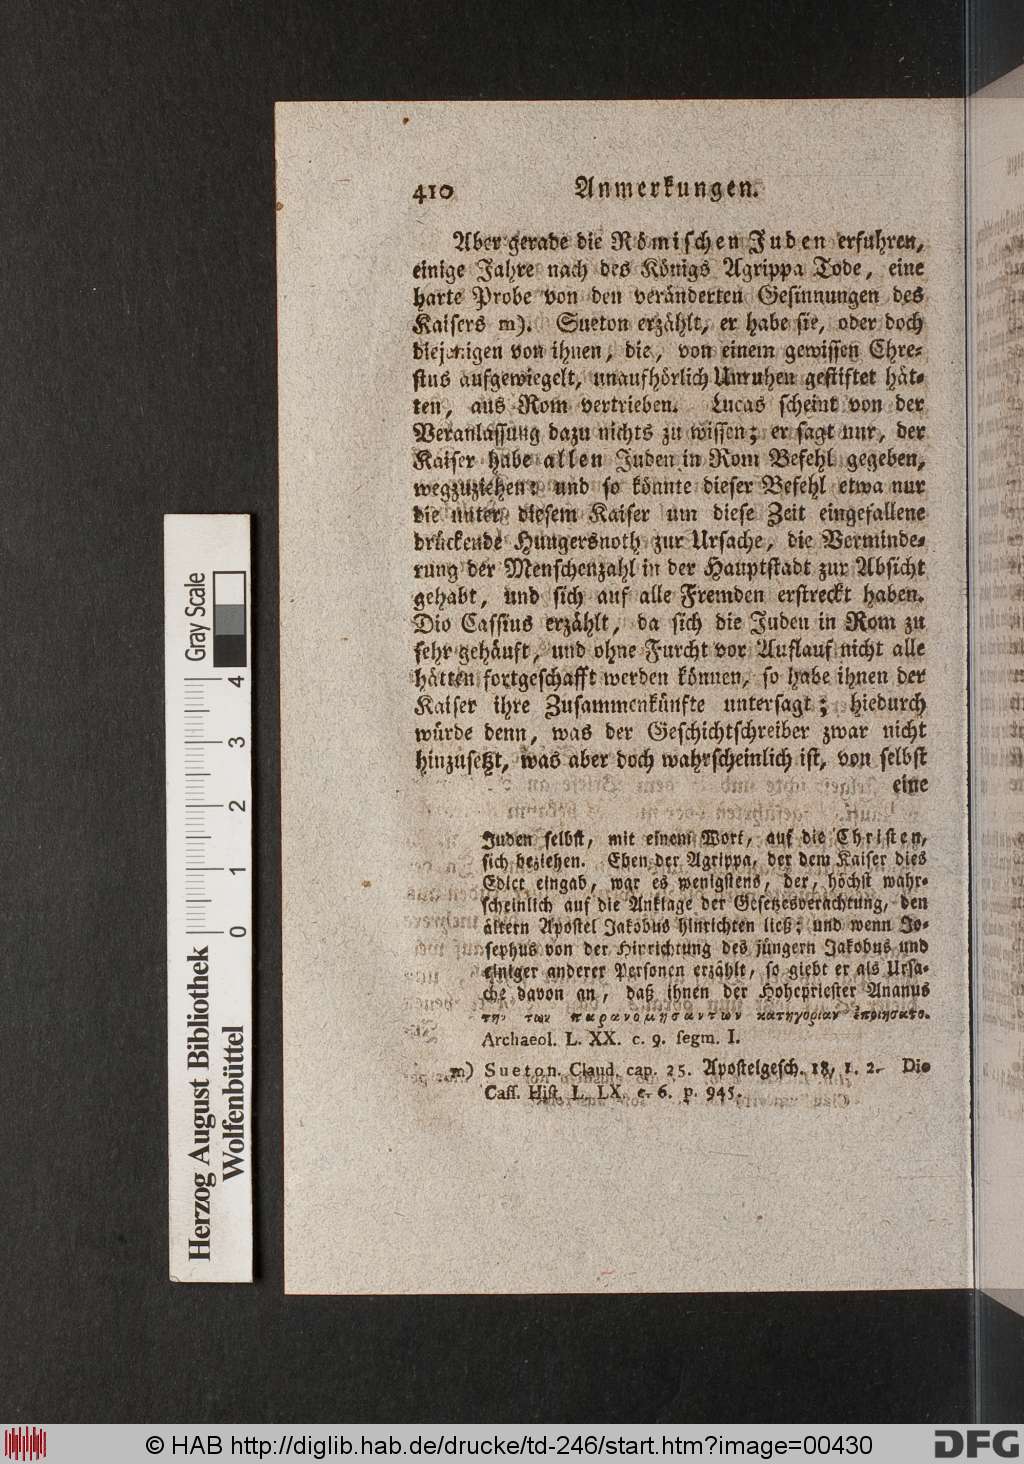 410 Anmerkungen.
Aber gerade die Römischen Juden erfuhren,
einige Jahre nach des Königs Agrippa Tode, eine
harte Probe von den veränderten Gesinnungen des
Kaisers m). Sueton erzählt, er habe sie, oder doch
diejenigen von ihnen, die, von einem gewissen Chre-
stus aufgewiegelt, unaufhörlich Unruhen gestiftet hät-
ten, aus Rom vertrieben. Lucas scheint von der
Veranlassung dazu nichts zu wissen; er sagt nur, der
Kaiser habe allen Juden in Rom Befehl gegeben,
wegzuziehen: und so könnte dieser Befehl etwa nur
die unter diesem Kaiser um diese Zeit eingefallene
drückende Hungersnoth zur Ursache, die Verminde-
rung der Menschenzahl in der Hauptstadt zur Absicht
gehabt, und sich auf alle Fremden erstreckt haben.
Dio Cassius erzählt, da sich die Juden in Rom zu
sehr gehäuft, und ohne Furcht vor Auflauf nicht alle
hätten fortgeschafft werden können, so habe ihnen der
Kaiser ihre Zusammenkünfte untersagt; hiedurch
würde denn, was der Geschichtschreiber zwar nicht
hinzusetzt, was aber doch wahrscheinlich ist, von selbst
eine
Juden selbst, mit einem Wort, auf die Christen,
sich beziehen. Eben der Agrippa, der dem Kaiser dies
Edict eingab, war es wenigstens, der, höchst wahr-
scheinlich auf die Anklage der Gesetzesverachtung, den
ältern Apostel Jakobus hinrichten ließ; und wenn Jo-
sephus von der Hinrichtung des jüngern Jakobus und
einiger anderer Personen erzählt, so giebt er als Ursa-
che davon an, daß ihnen der Hohepriester Ananus
την των παρανομησαντων κατηγοριαν ἐποιησατο.
Archaeol. L. XX. c. 9. segm. I.
m) Sueton. Claud. cap. 25. Apostelgesch. 18, 1. 2. Dio
Cass. Hist. L. LX. c. 6. p. 945.
Gray Scale
4
3
2
1
0
Herzog August Bibliothek
Wolfenbüttel
© HAB http://diglib.hab.de/drucke/td-246/start.htm?image=00430
DFG